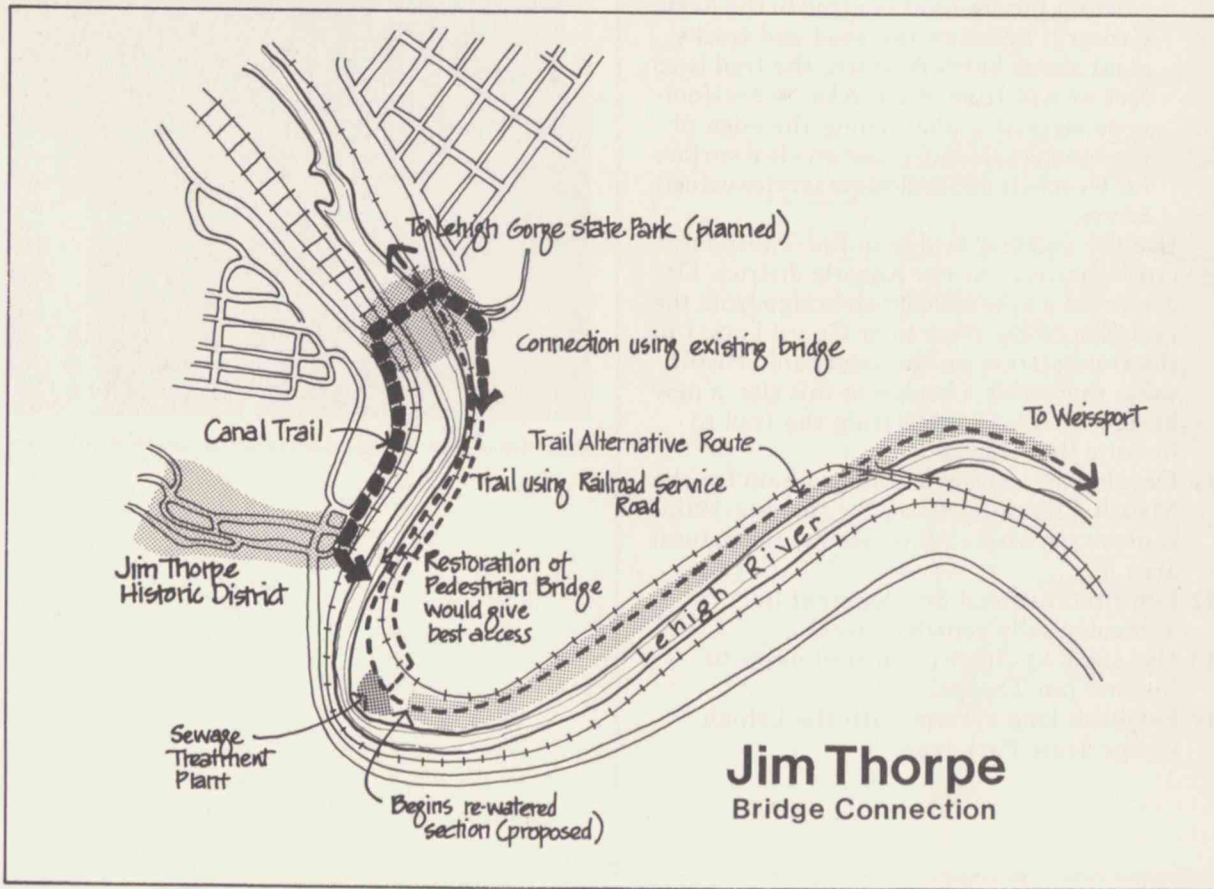 To Lehigh Gorge State Park (planned)
Connection using existing bridge
Canal Trail
Trail Alternative Route
To Weissport
Trail using Railroad Service
Road
Jim Thorpe
Historic District
Restoration of
Pedestrian Bridge
would give
best access
Lehigh River
Sewage
Treatment
Plant
Begins re-watered
section (proposed)
Jim Thorpe
Bridge Connection